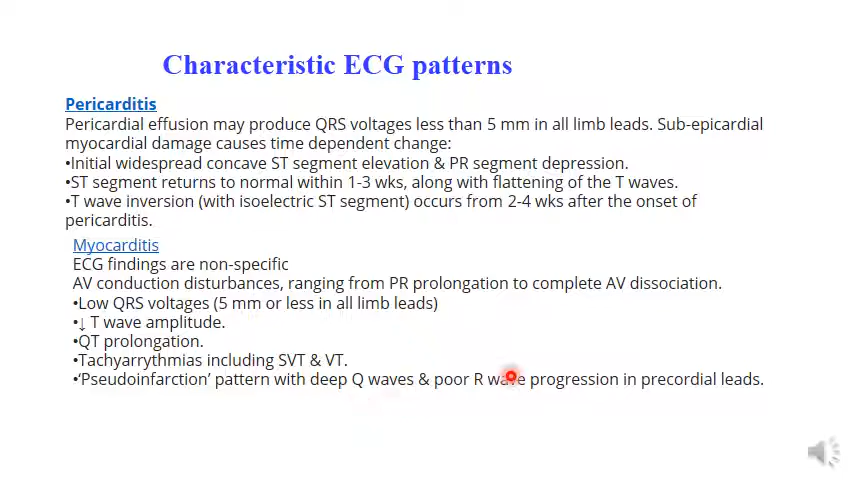 Characteristic ECG patterns
Pericarditis
Pericardial effusion may produce QRS voltages less than 5 mm in all limb leads. Sub-epicardial
myocardial damage causes time dependent change:
•Initial widespread concave ST segment elevation & PR segment depression.
•ST segment returns to normal within 1-3 wks, along with flattening of the T waves.
•T wave inversion (with isoelectric ST segment) occurs from 2-4 wks after the onset of
pericarditis.
Myocarditis
ECG findings are non-specific
AV conduction disturbances, ranging from PR prolongation to complete AV dissociation.
•Low QRS voltages (5 mm or less in all limb leads)
•↓ T wave amplitude.
•QT prolongation.
•Tachyarrythmias including SVT & VT.
•‘Pseudoinfarction’ pattern with deep Q waves & poor R wave progression in precordial leads.